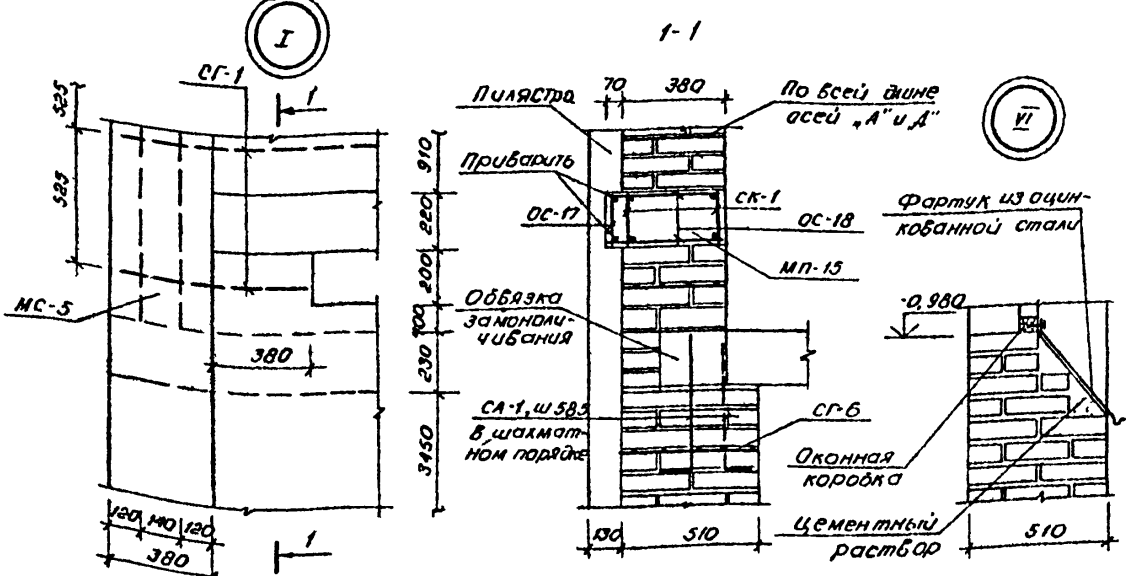 I
1-1
СГ-1
1
525
525
МС-5
380
120
140
120
380
1
910
220
200
100
230
3450
70
380
Пилястра
По всей длине
осей „А" и „Д"
Приварить
ОС-17
СК-1
ОС-18
МП-15
Обвязка
замоноли-
чивания
СА-1, ш 585
в шахмат-
ном порядке
СГ-6
130
510
VI
Фартук из оцин-
кованной стали
-0,980
Оконная
коробка
Цементный
раствор
510